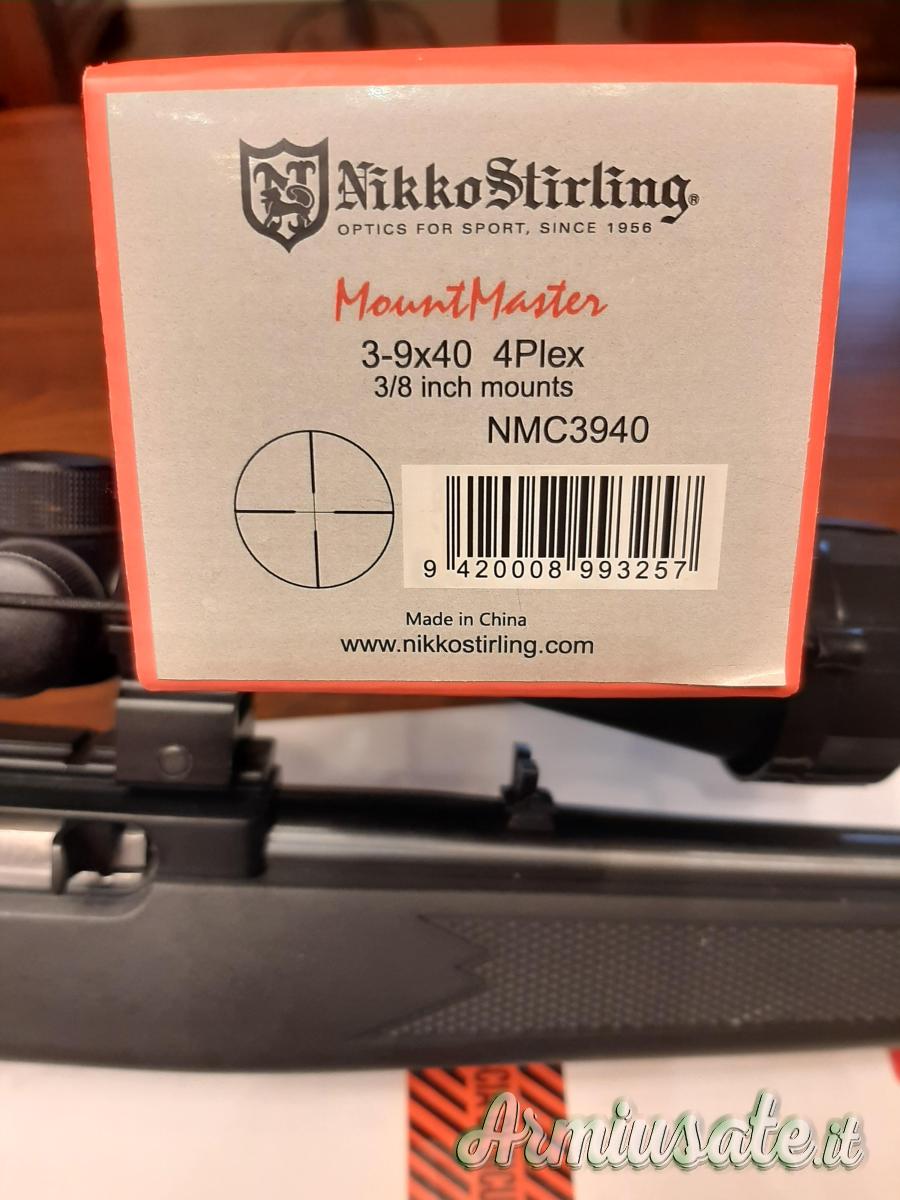 NikkoStirling®
OPTICS FOR SPORT, SINCE 1956
MountMaster
3-9x40 4Plex
3/8 inch mounts
NMC3940
9 420008 993257
Made in China
www.nikkostirling.com
Armiusate.it